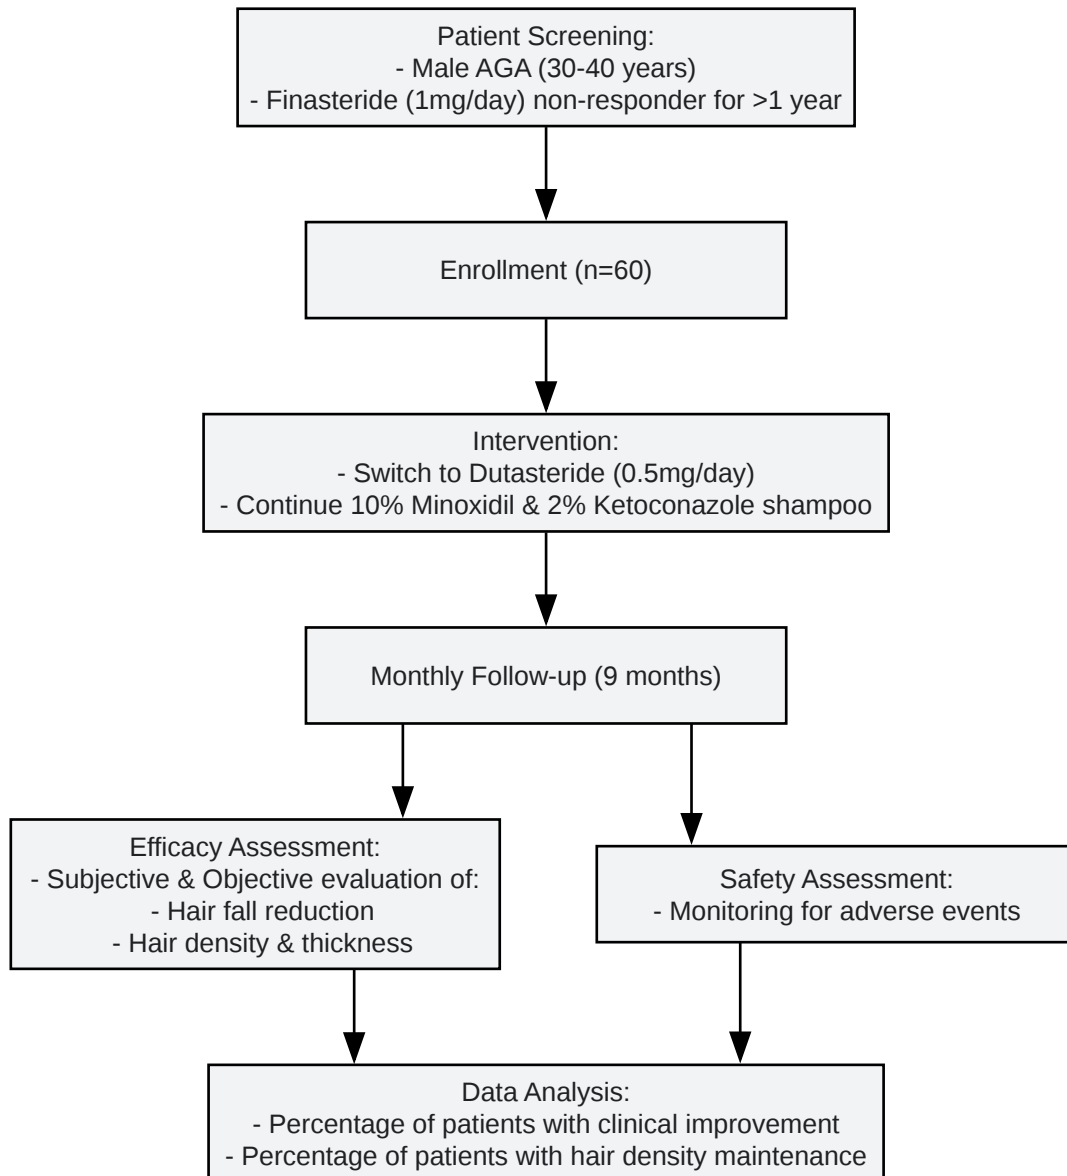 Patient Screening:
- Male AGA (30-40 years)
- Finasteride (1mg/day) non-responder for >1 year
Enrollment (n=60)
Intervention:
- Switch to Dutasteride (0.5mg/day)
- Continue 10% Minoxidil & 2% Ketoconazole shampoo
Monthly Follow-up (9 months)
Efficacy Assessment:
- Subjective & Objective evaluation of:
- Hair fall reduction
- Hair density & thickness
Safety Assessment:
- Monitoring for adverse events
Data Analysis:
- Percentage of patients with clinical improvement
- Percentage of patients with hair density maintenance